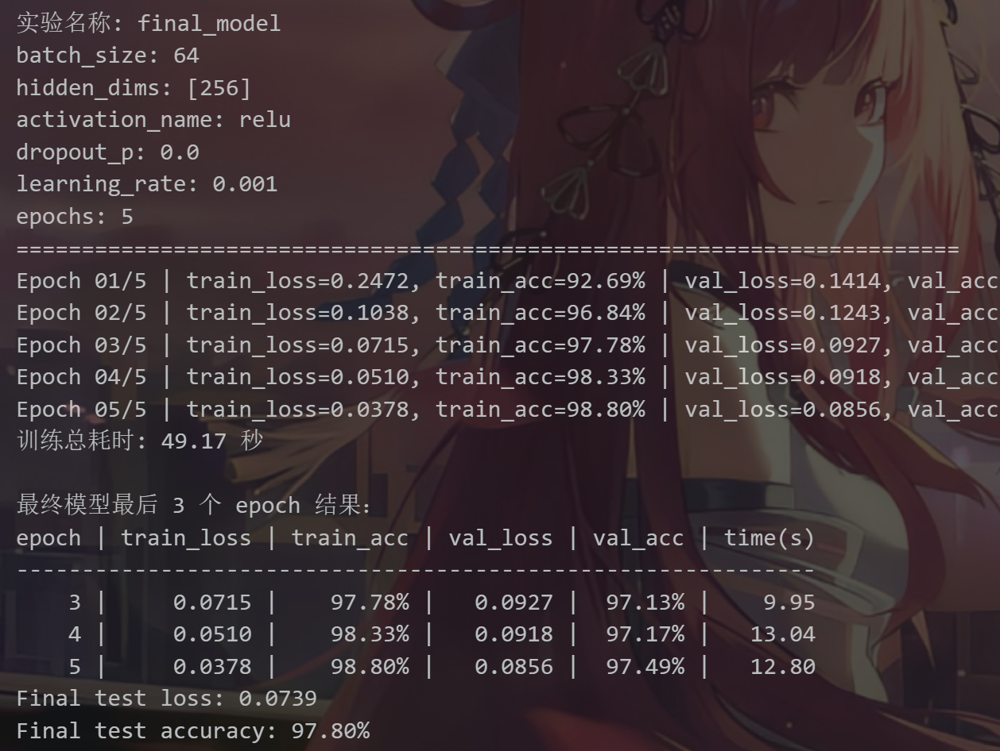 实验名称: final_model
batch_size: 64
hidden_dims: [256]
activation_name: relu
dropout_p: 0.0
learning_rate: 0.001
epochs: 5
========================================================================
Epoch 01/5 | train_loss=0.2472, train_acc=92.69% | val_loss=0.1414, val_acc
Epoch 02/5 | train_loss=0.1038, train_acc=96.84% | val_loss=0.1243, val_acc
Epoch 03/5 | train_loss=0.0715, train_acc=97.78% | val_loss=0.0927, val_acc
Epoch 04/5 | train_loss=0.0510, train_acc=98.33% | val_loss=0.0918, val_acc
Epoch 05/5 | train_loss=0.0378, train_acc=98.80% | val_loss=0.0856, val_acc
训练总耗时: 49.17 秒
最终模型最后 3 个 epoch 结果:
epoch | train_loss | train_acc | val_loss | val_acc | time(s)
-------------------------------------------------------------
3 | 0.0715 | 97.78% | 0.0927 | 97.13% | 9.95
4 | 0.0510 | 98.33% | 0.0918 | 97.17% | 13.04
5 | 0.0378 | 98.80% | 0.0856 | 97.49% | 12.80
Final test loss: 0.0739
Final test accuracy: 97.80%